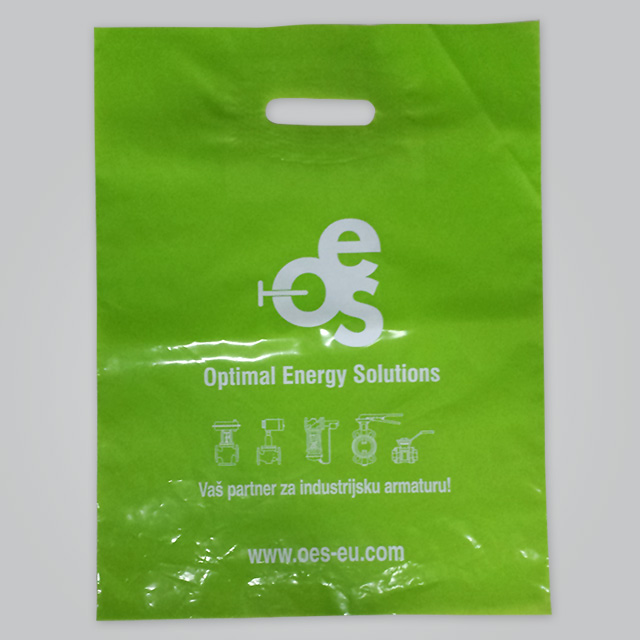 oes
Optimal Energy Solutions
Vaš partner za industrijsku armaturu!
www.oes-eu.com